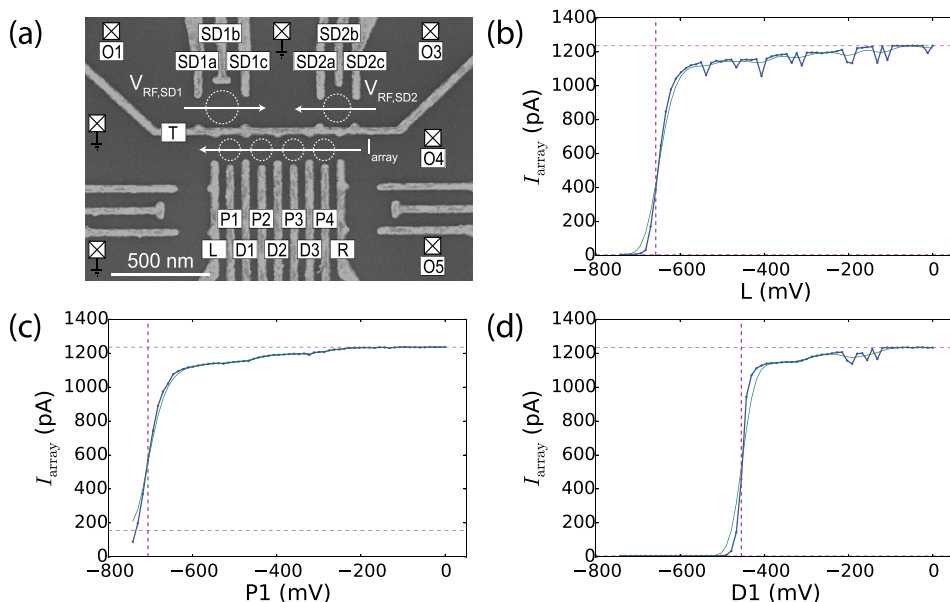 (a)
SD1b
SD2b
O1
O3
SD1a
SD1c
SD2a
SD2c
V_RF,SD1
V_RF,SD2
T
I_array
O4
P1
P2
P3
P4
L
D1
D2
D3
R
O5
500 nm
(b)
1400
1200
1000
800
600
400
200
0
I_array (pA)
−800
−600
−400
−200
0
L (mV)
(c)
1400
1200
1000
800
600
400
200
0
I_array (pA)
−800
−600
−400
−200
0
P1 (mV)
(d)
1400
1200
1000
800
600
400
200
0
I_array (pA)
−800
−600
−400
−200
0
D1 (mV)